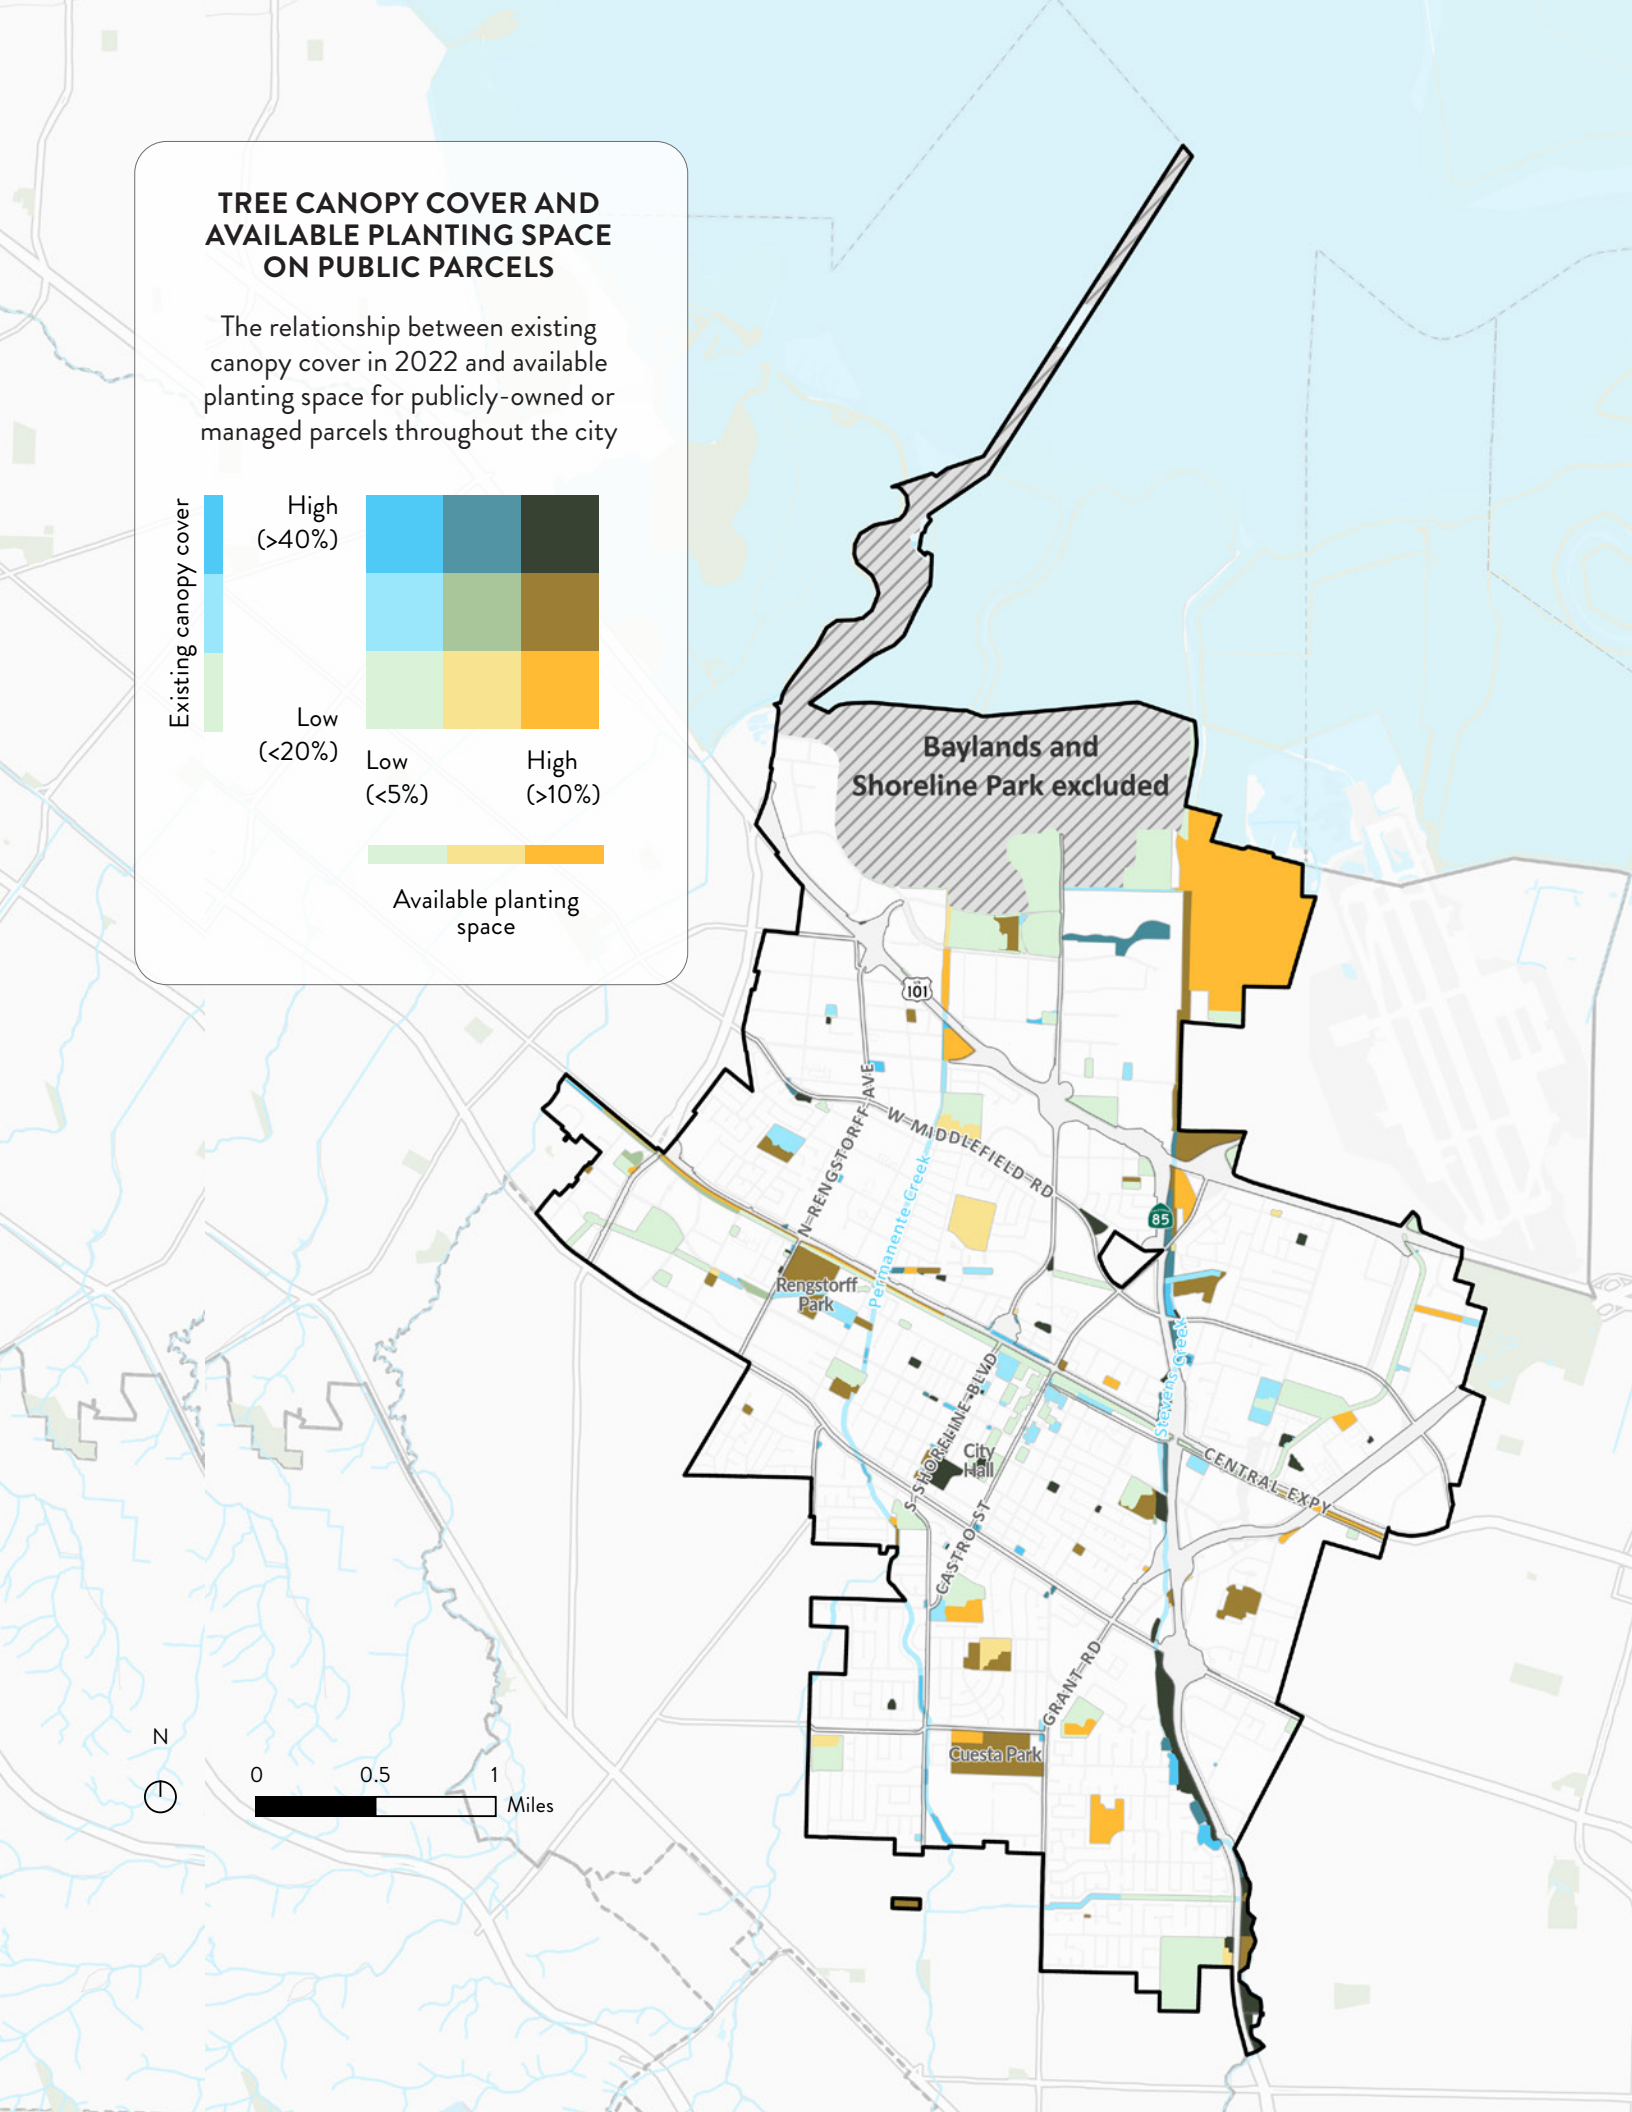 TREE CANOPY COVER AND
AVAILABLE PLANTING SPACE
ON PUBLIC PARCELS
The relationship between existing
canopy cover in 2022 and available
planting space for publicly-owned or
managed parcels throughout the city
Existing canopy cover
High
(>40%)
Low
(<20%)
Low
(<5%)
High
(>10%)
Available planting
space
Baylands and
Shoreline Park excluded
101
N RENGSTORFF AVE
W MIDDLEFIELD RD
Permanente Creek
85
Rengstorff
Park
Stevens Creek
S SHORELINE BLVD
City
Hall
CENTRAL EXPY
CASTRO ST
GRANT RD
Cuesta Park
N
0
0.5
1
Miles